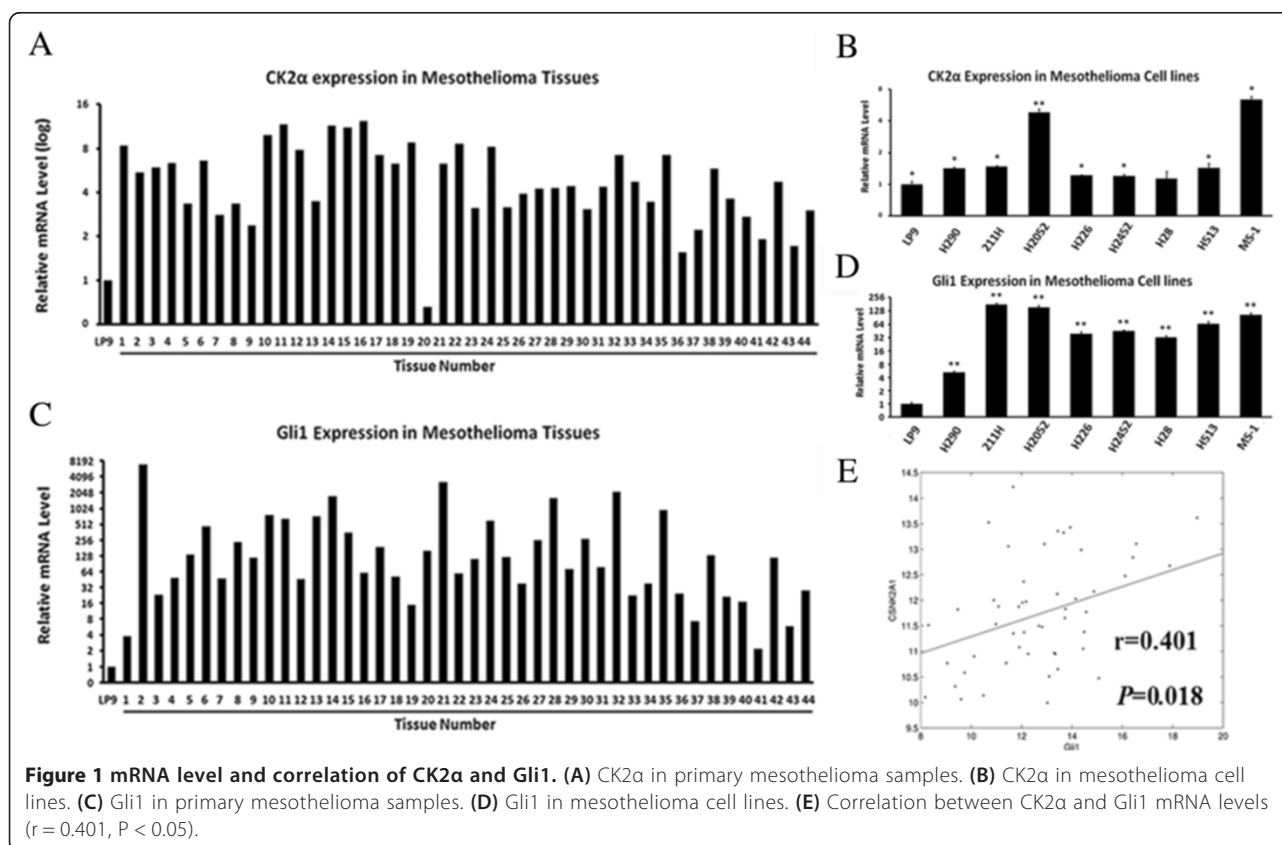 A
CK2α expression in Mesothelioma Tissues
Relative mRNA Level (log)
16
8
4
2
1
0
LP9 1 2 3 4 5 6 7 8 9 10 11 12 13 14 15 16 17 18 19 20 21 22 23 24 25 26 27 28 29 30 31 32 33 34 35 36 37 38 39 40 41 42 43 44
Tissue Number
B
CK2α Expression in Mesothelioma Cell lines
Relative mRNA Level
8
4
2
1
0
* * * ** * * * *
LP9 H290 211H H2052 H226 H2452 H28 H513 MS-1
C
Gli1 Expression in Mesothelioma Tissues
Relative mRNA Level
8192
4096
2048
1024
512
256
128
64
32
16
8
4
2
1
0
LP9 1 2 3 4 5 6 7 8 9 10 11 12 13 14 15 16 17 18 19 20 21 22 23 24 25 26 27 28 29 30 31 32 33 34 35 36 37 38 39 40 41 42 43 44
Tissue Number
D
Gli1 Expression in Mesothelioma Cell lines
Relative mRNA Level
256
128
64
32
16
8
4
2
1
0
** ** ** ** ** ** ** **
LP9 H290 211H H2052 H226 H2452 H28 H513 MS-1
E
CSNK2A1
14.5
14
13.5
13
12.5
12
11.5
11
10.5
10
9.5
r=0.401
P=0.018
8 10 12 14 16 18 20
Gli1
Figure 1 mRNA level and correlation of CK2α and Gli1. (A) CK2α in primary mesothelioma samples. (B) CK2α in mesothelioma cell
lines. (C) Gli1 in primary mesothelioma samples. (D) Gli1 in mesothelioma cell lines. (E) Correlation between CK2α and Gli1 mRNA levels
(r = 0.401, P < 0.05).